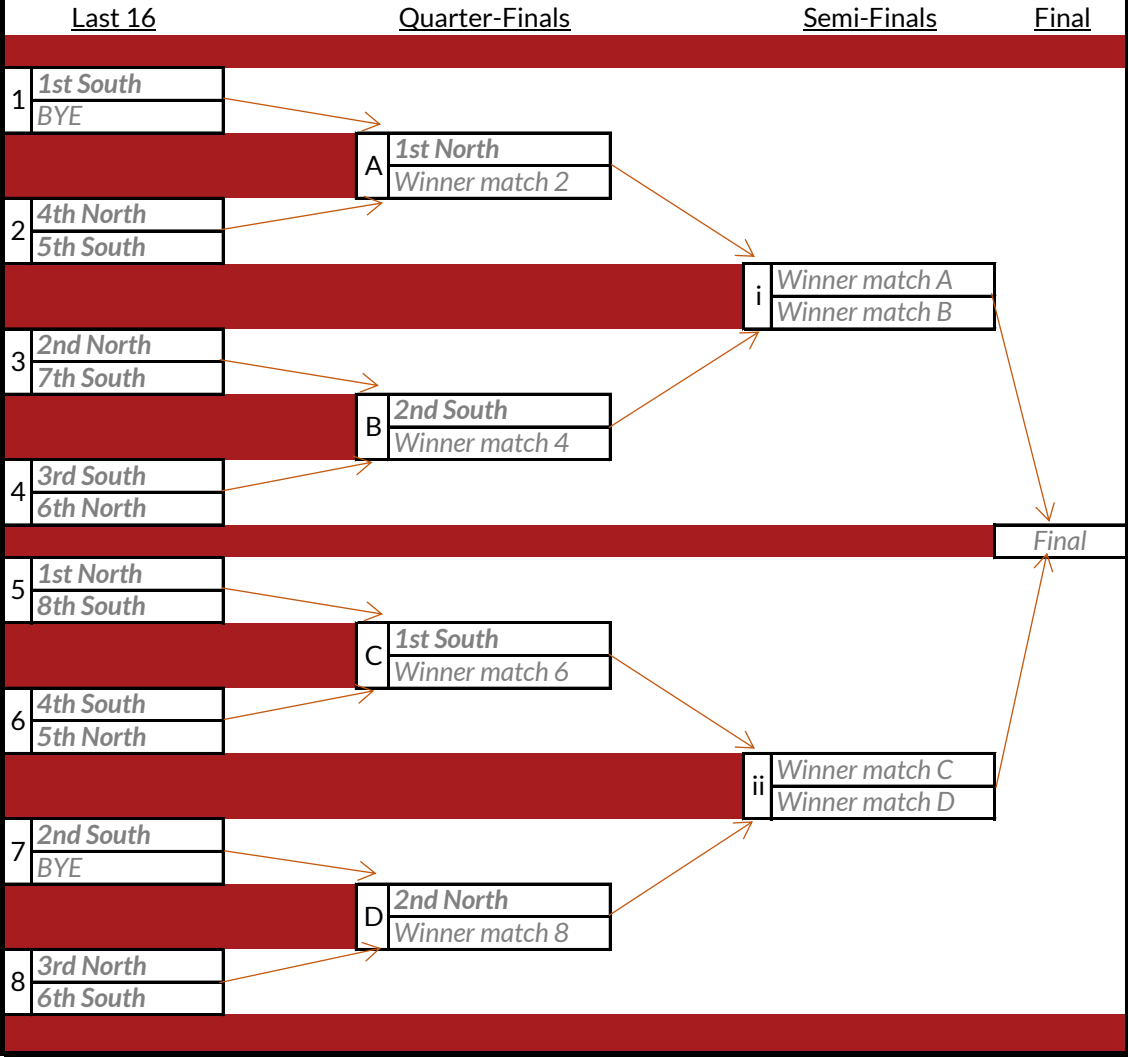 Last 16 Quarter-Finals Semi-Finals Final
1 1st South
BYE
A 1st North
Winner match 2
2 4th North
5th South
i Winner match A
Winner match B
3 2nd North
7th South
B 2nd South
Winner match 4
4 3rd South
6th North
Final
5 1st North
8th South
C 1st South
Winner match 6
6 4th South
5th North
ii Winner match C
Winner match D
7 2nd South
BYE
D 2nd North
Winner match 8
8 3rd North
6th South